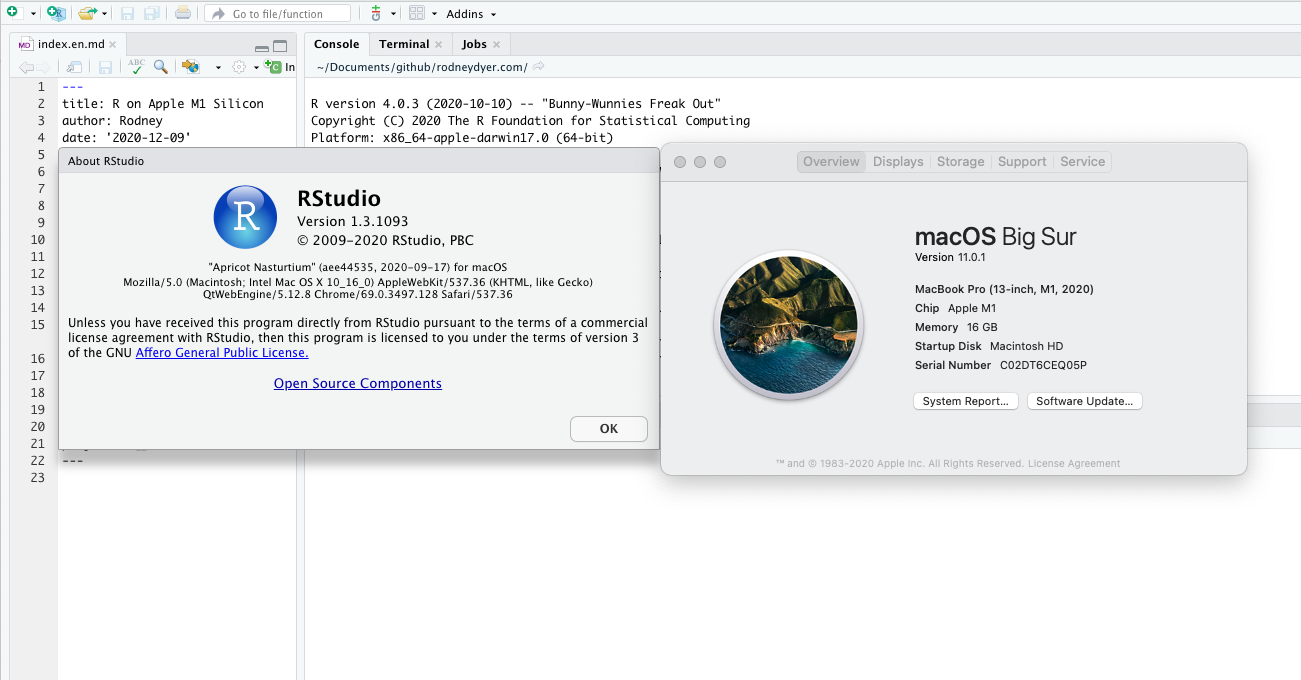 Go to file/function
Addins
index.en.md
ABC
In
1 ---
2 title: R on Apple M1 Silicon
3 author: Rodney
4 date: '2020-12-09'
5
6
7
8
9
10
11
12
13
14
15
16
17
18
19
20
21
22 ---
23
Console Terminal Jobs
~/Documents/github/rodneydyer.com/
R version 4.0.3 (2020-10-10) -- "Bunny-Wunnies Freak Out"
Copyright (C) 2020 The R Foundation for Statistical Computing
Platform: x86_64-apple-darwin17.0 (64-bit)
About RStudio
R
RStudio
Version 1.3.1093
© 2009-2020 RStudio, PBC
"Apricot Nasturtium" (aee44535, 2020-09-17) for macOS
Mozilla/5.0 (Macintosh; Intel Mac OS X 10_16_0) AppleWebKit/537.36 (KHTML, like Gecko)
QtWebEngine/5.12.8 Chrome/69.0.3497.128 Safari/537.36
Unless you have received this program directly from RStudio pursuant to the terms of a commercial
license agreement with RStudio, then this program is licensed to you under the terms of version 3
of the GNU Affero General Public License.
Open Source Components
OK
Overview Displays Storage Support Service
macOS Big Sur
Version 11.0.1
MacBook Pro (13-inch, M1, 2020)
Chip Apple M1
Memory 16 GB
Startup Disk Macintosh HD
Serial Number C02DT6CEQ05P
System Report... Software Update...
™ and © 1983-2020 Apple Inc. All Rights Reserved. License Agreement